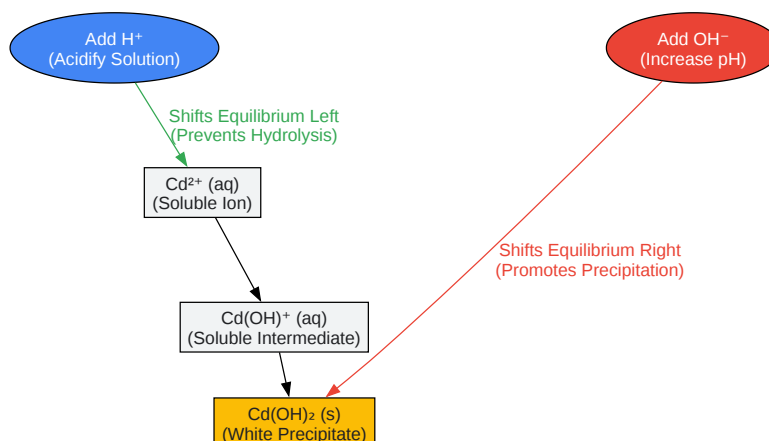 Add H⁺
(Acidify Solution)
Add OH⁻
(Increase pH)
Shifts Equilibrium Left
(Prevents Hydrolysis)
Cd²⁺ (aq)
(Soluble Ion)
Shifts Equilibrium Right
(Promotes Precipitation)
Cd(OH)⁺ (aq)
(Soluble Intermediate)
Cd(OH)₂ (s)
(White Precipitate)